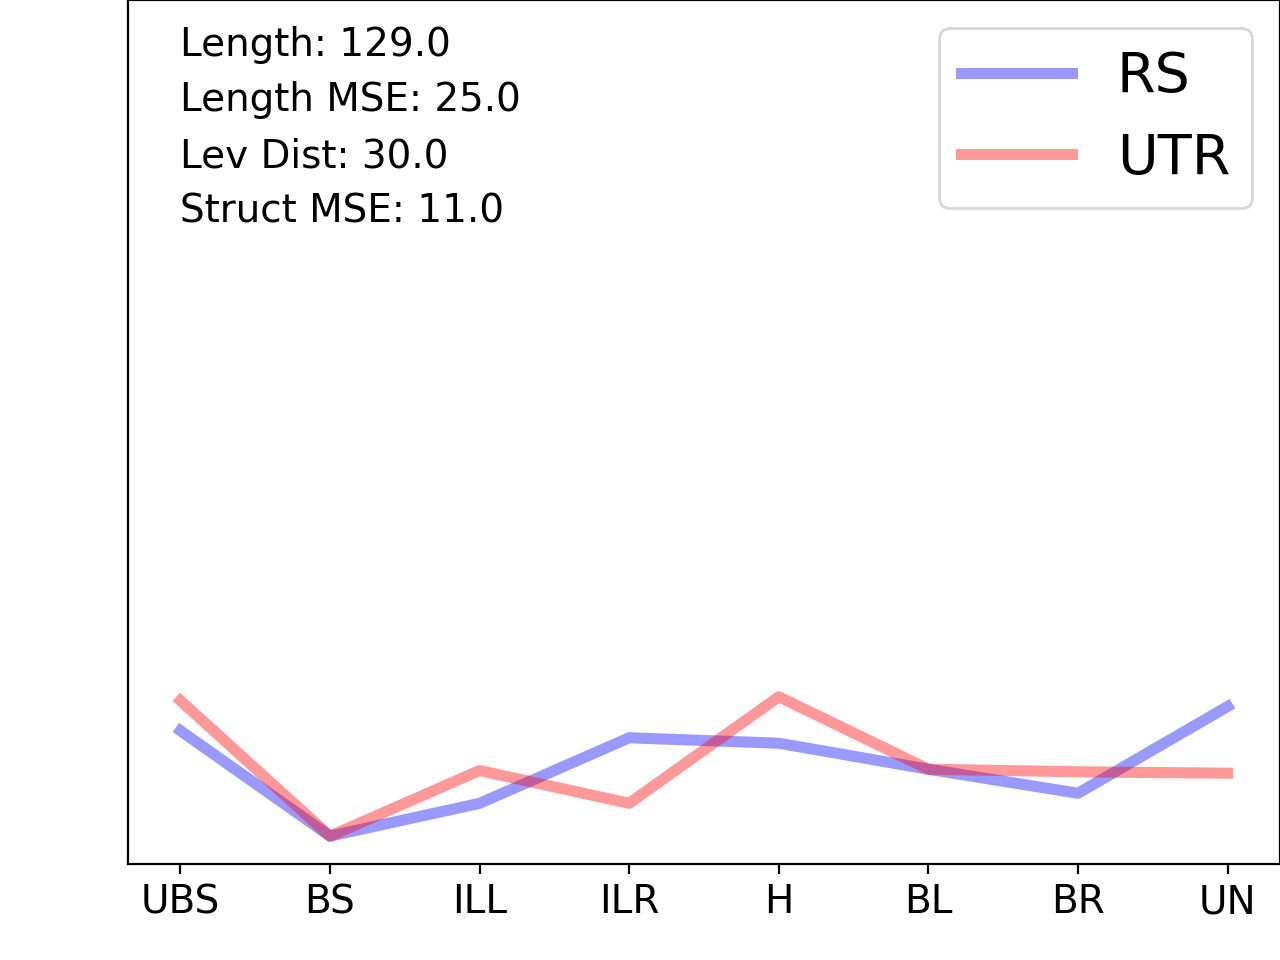 Length: 129.0
Length MSE: 25.0
Lev Dist: 30.0
Struct MSE: 11.0
RS
UTR
UBS BS ILL ILR H BL BR UN